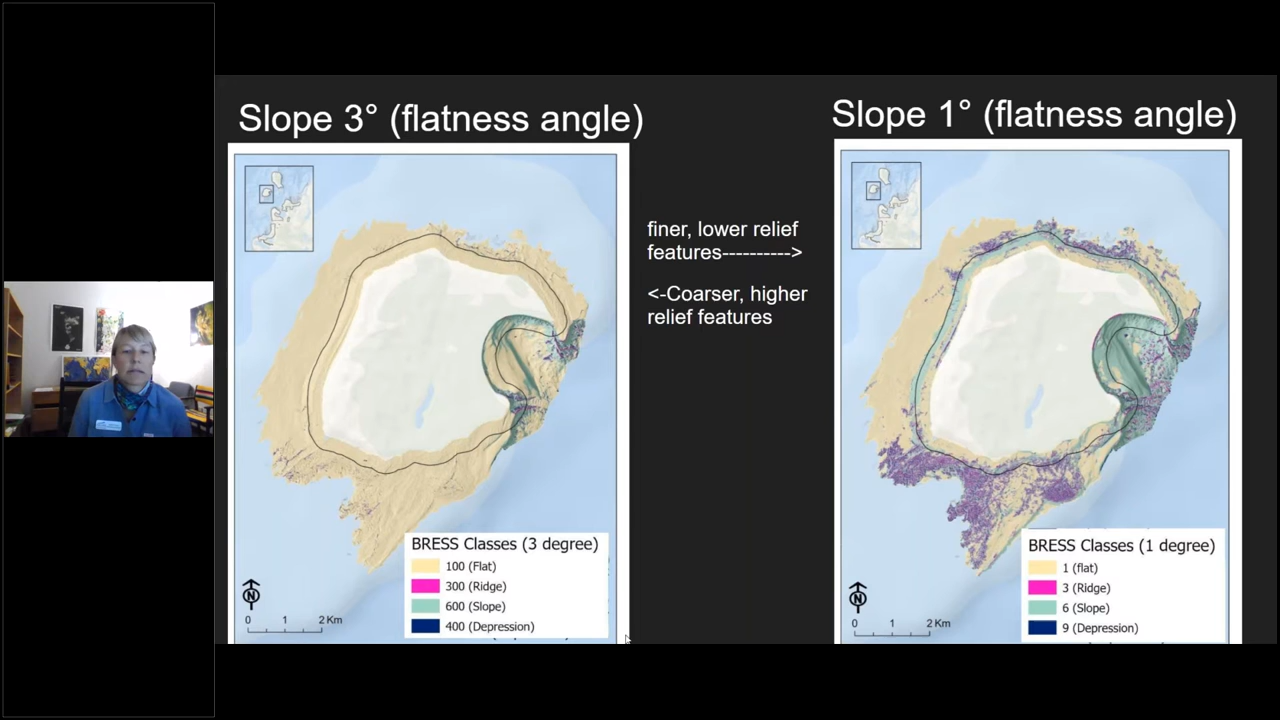 Slope 3° (flatness angle)
Slope 1° (flatness angle)
finer, lower relief
features---------->
<-Coarser, higher
relief features
BRESS Classes (3 degree)
100 (Flat)
300 (Ridge)
600 (Slope)
400 (Depression)
N
0 1 2 Km
BRESS Classes (1 degree)
1 (flat)
3 (Ridge)
6 (Slope)
9 (Depression)
N
0 1 2 Km